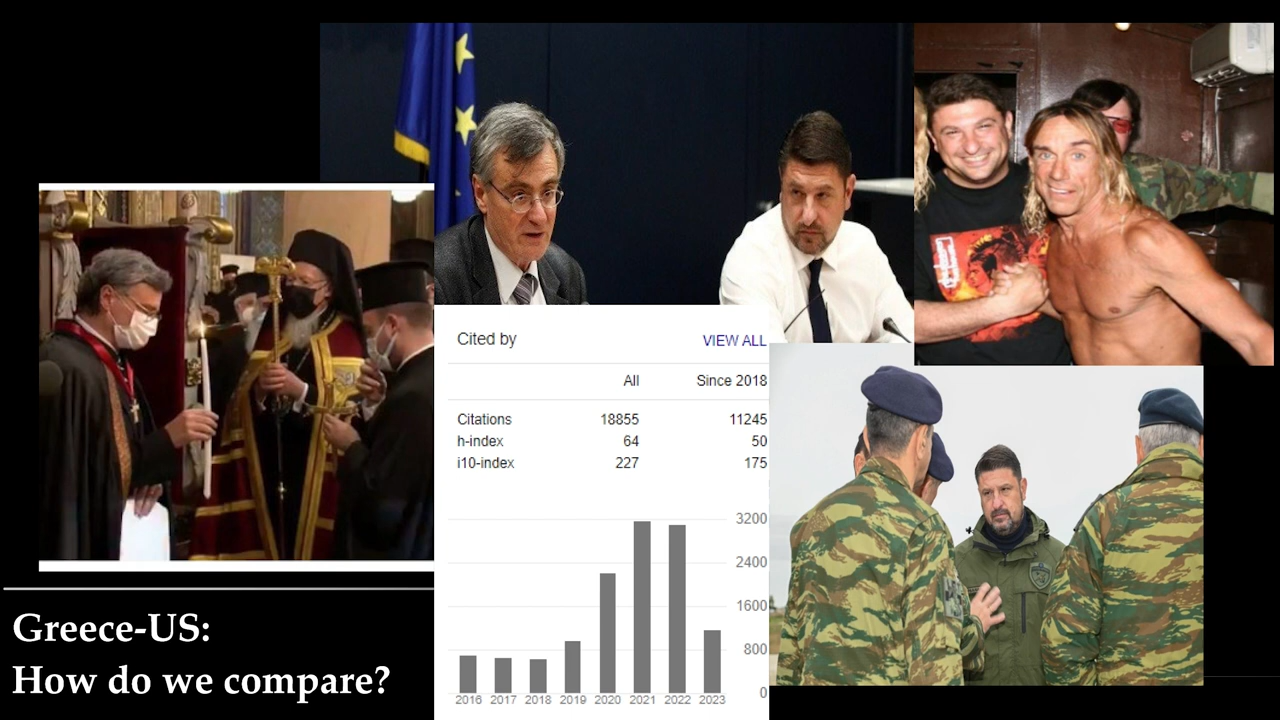 Cited by
VIEW ALL
All Since 2018
Citations 18855 11245
h-index 64 50
i10-index 227 175
3200
2400
1600
800
0
2016 2017 2018 2019 2020 2021 2022 2023
Greece-US:
How do we compare?